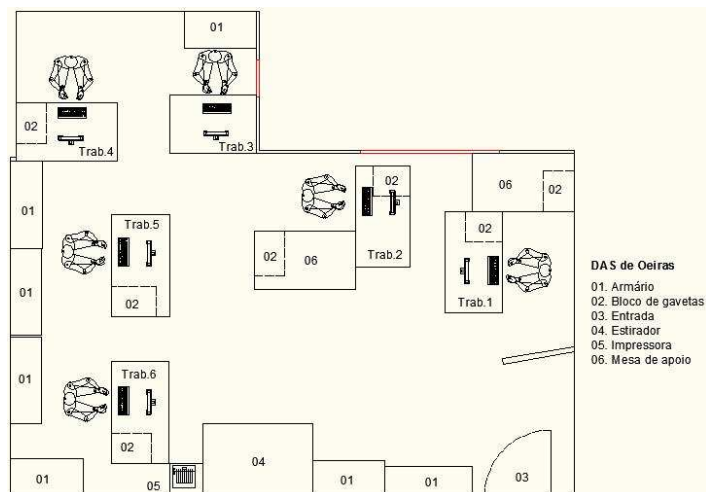 01
02
Trab.4
Trab.3
01
02
06
02
Trab.5
02
Trab.2
02
06
02
Trab.1
01
02
01
Trab.6
02
01
05
04
01
01
03
DAS de Oeiras
01. Armário
02. Bloco de gavetas
03. Entrada
04. Estirador
05. Impressora
06. Mesa de apoio